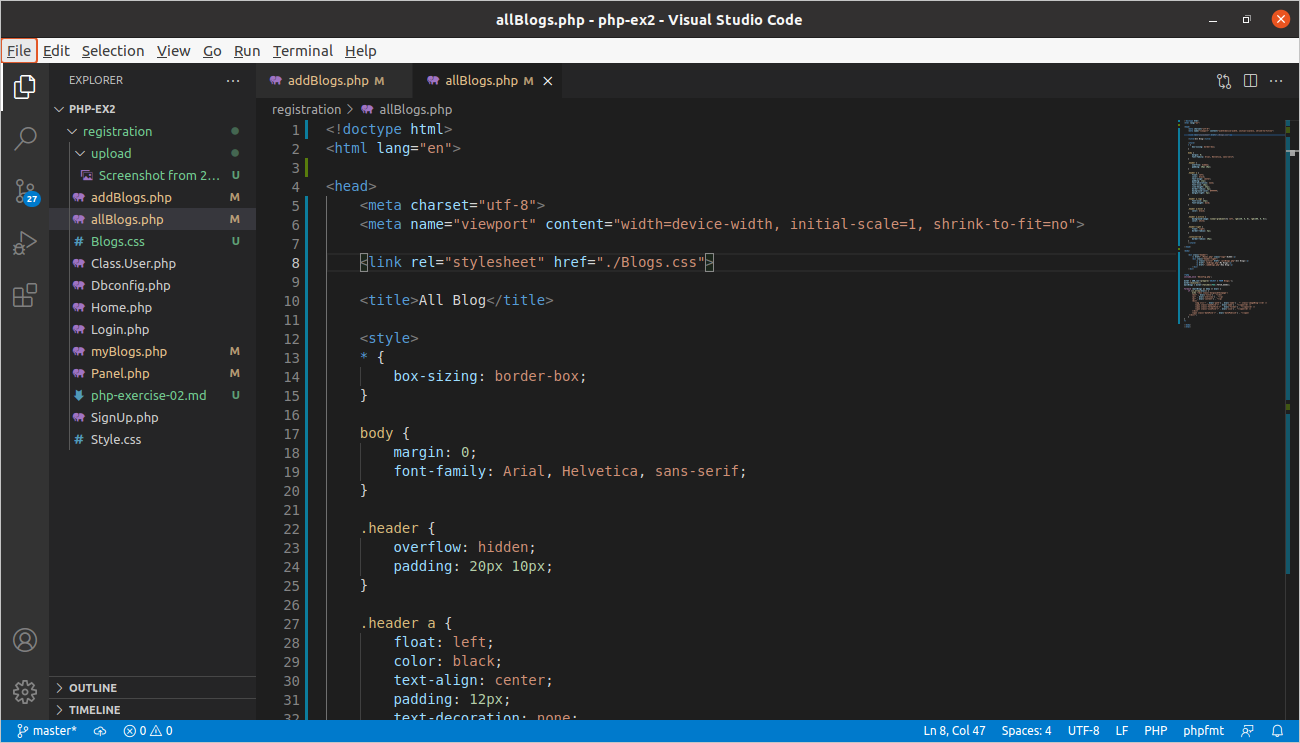 allBlogs.php - php-ex2 - Visual Studio Code
File Edit Selection View Go Run Terminal Help
EXPLORER
PHP-EX2
registration
upload
Screenshot from 2... U
addBlogs.php M
allBlogs.php M
# Blogs.css U
Class.User.php
Dbconfig.php
Home.php
Login.php
myBlogs.php M
Panel.php M
php-exercise-02.md U
SignUp.php
# Style.css
OUTLINE
TIMELINE
27
addBlogs.php M allBlogs.php M
registration > allBlogs.php
1 <!doctype html>
2 <html lang="en">
3
4 <head>
5 <meta charset="utf-8">
6 <meta name="viewport" content="width=device-width, initial-scale=1, shrink-to-fit=no">
7
8 <link rel="stylesheet" href="./Blogs.css">
9
10 <title>All Blog</title>
11
12 <style>
13 * {
14 box-sizing: border-box;
15 }
16
17 body {
18 margin: 0;
19 font-family: Arial, Helvetica, sans-serif;
20 }
21
22 .header {
23 overflow: hidden;
24 padding: 20px 10px;
25 }
26
27 .header a {
28 float: left;
29 color: black;
30 text-align: center;
31 padding: 12px;
32 text-decoration: none;
master* 0 0 Ln 8, Col 47 Spaces: 4 UTF-8 LF PHP phpfmt